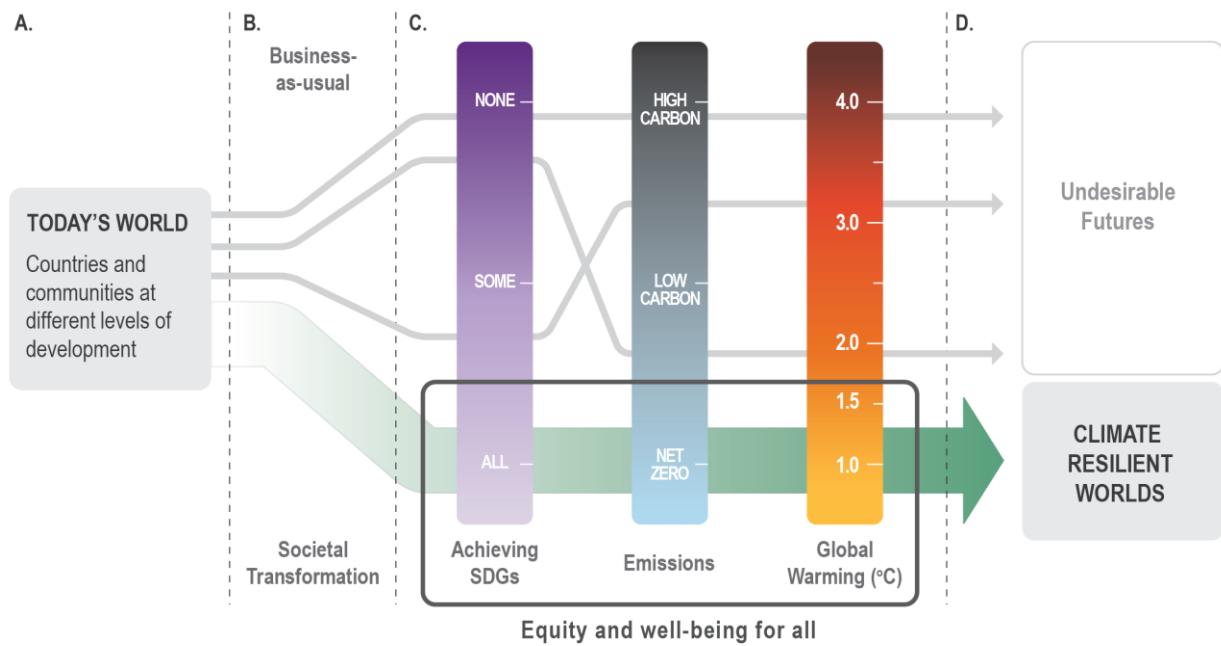 A.
B.
C.
D.
Business-
as-usual
TODAY'S WORLD
Countries and
communities at
different levels of
development
Societal
Transformation
NONE
SOME
ALL
Achieving
SDGs
HIGH
CARBON
LOW
CARBON
NET
ZERO
Emissions
4.0
3.0
2.0
1.5
1.0
Global
Warming (°C)
Equity and well-being for all
Undesirable
Futures
CLIMATE
RESILIENT
WORLDS